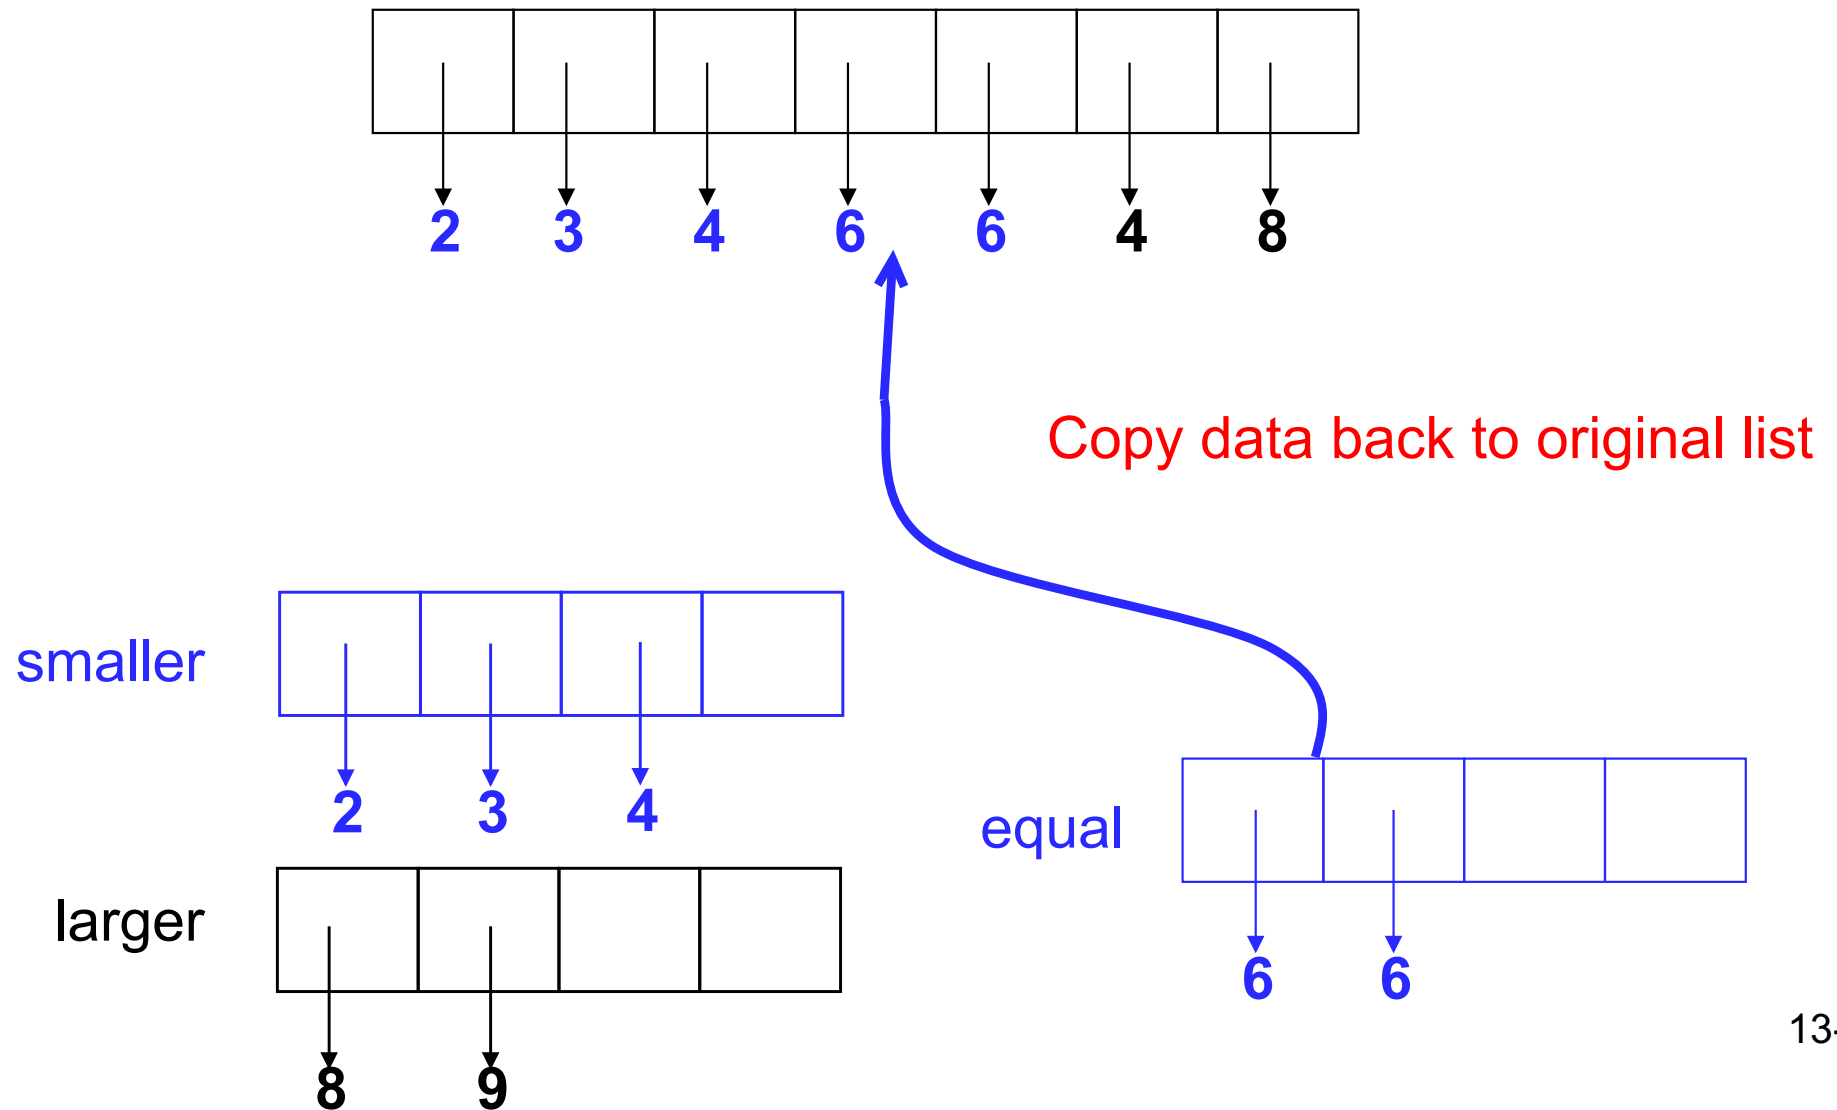 2 3 4 6 6 4 8
Copy data back to original list
smaller
2 3 4
equal
larger
6 6
8 9
13-